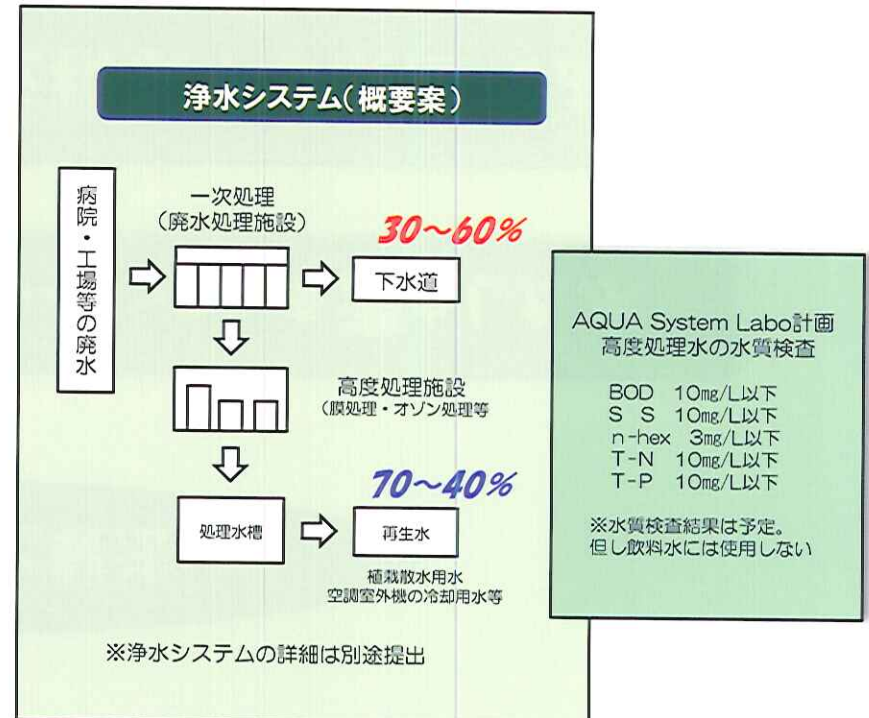 浄水システム(概要案)
病院・工場等の廃水
一次処理
(廃水処理施設)
30〜60%
下水道
高度処理施設
(膜処理・オゾン処理等
70〜40%
処理水槽
再生水
植栽散水用水
空調室外機の冷却用水等
※浄水システムの詳細は別途提出
AQUA System Labo計画
高度処理水の水質検査
BOD 10㎎/L以下
S S 10㎎/L以下
n-hex 3㎎/L以下
T-N 10㎎/L以下
T-P 10㎎/L以下
※水質検査結果は予定。
但し飲料水には使用しない